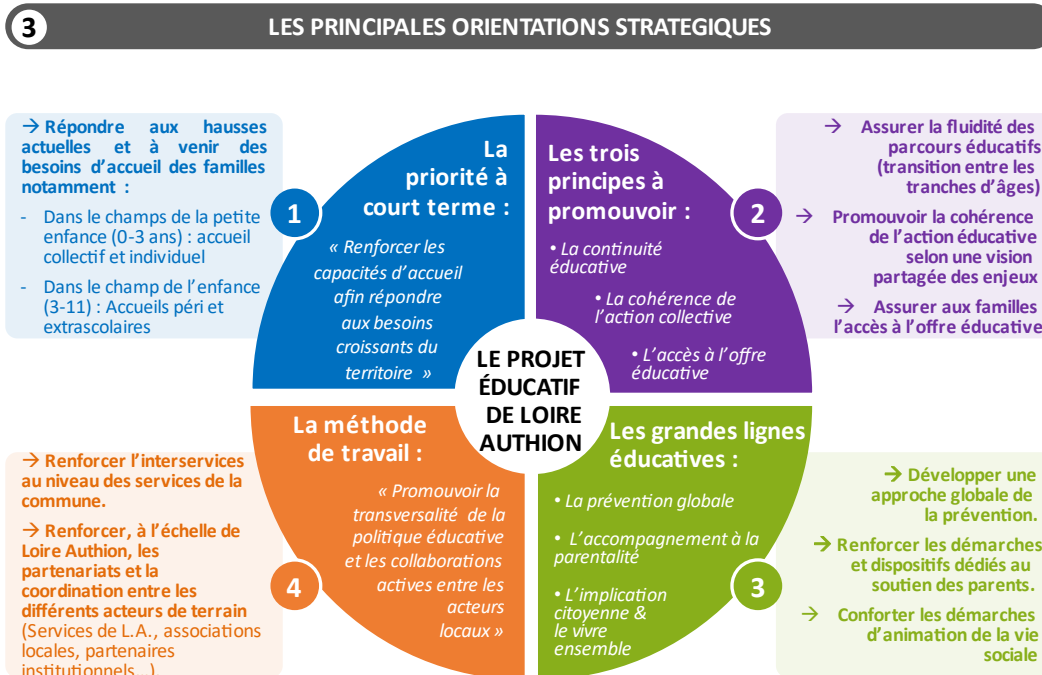 3
LES PRINCIPALES ORIENTATIONS STRATEGIQUES
→ Répondre aux hausses
actuelles et à venir des
besoins d'accueil des familles
notamment :
- Dans le champs de la petite
enfance (0-3 ans) : accueil
collectif et individuel
- Dans le champ de l'enfance
(3-11) : Accueils péri et
extrascolaires
1
La
priorité à
court terme :
« Renforcer les
capacités d'accueil
afin répondre
aux besoins
croissants du
territoire »
Les trois
principes à
promouvoir :
• La continuité
éducative
• La cohérence de
l'action collective
• L'accès à l'offre
éducative
2
→ Assurer la fluidité des
parcours éducatifs
(transition entre les
tranches d'âges)
→ Promouvoir la cohérence
de l'action éducative
selon une vision
partagée des enjeux
→ Assurer aux familles
l'accès à l'offre éducative
LE PROJET
ÉDUCATIF
DE LOIRE
AUTHION
→ Renforcer l'interservices
au niveau des services de la
commune.
→ Renforcer, à l'échelle de
Loire Authion, les
partenariats et la
coordination entre les
différents acteurs de terrain
(Services de L.A., associations
locales, partenaires
institutionnels...).
4
La méthode
de travail :
« Promouvoir la
transversalité de la
politique éducative
et les collaborations
actives entre les
acteurs
locaux »
Les grandes lignes
éducatives :
• La prévention globale
• L'accompagnement à la
parentalité
• L'implication
citoyenne &
le vivre
ensemble
3
→ Développer une
approche globale de
la prévention.
→ Renforcer les démarches
et dispositifs dédiés au
soutien des parents.
→ Conforter les démarches
d'animation de la vie
sociale